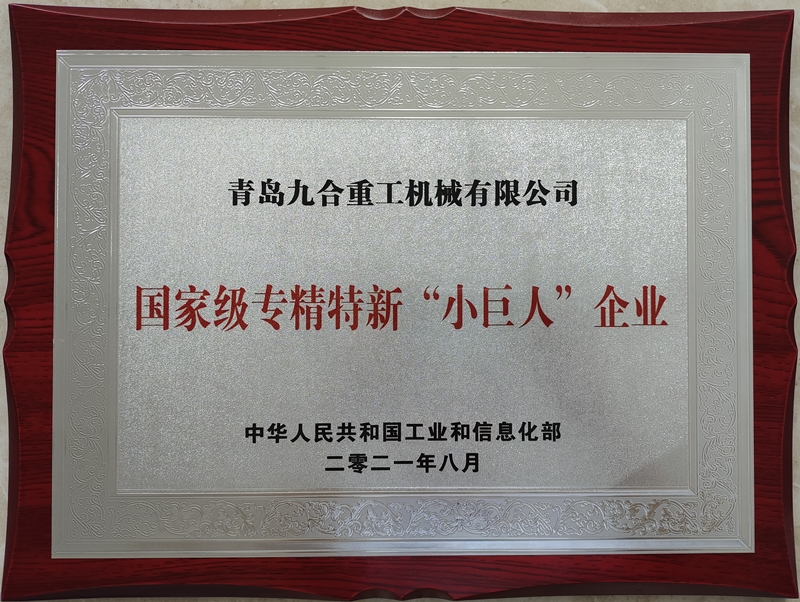 青岛九合重工机械有限公司
国家级专精特新“小巨人”企业
中华人民共和国工业和信息化部
二零二一年八月